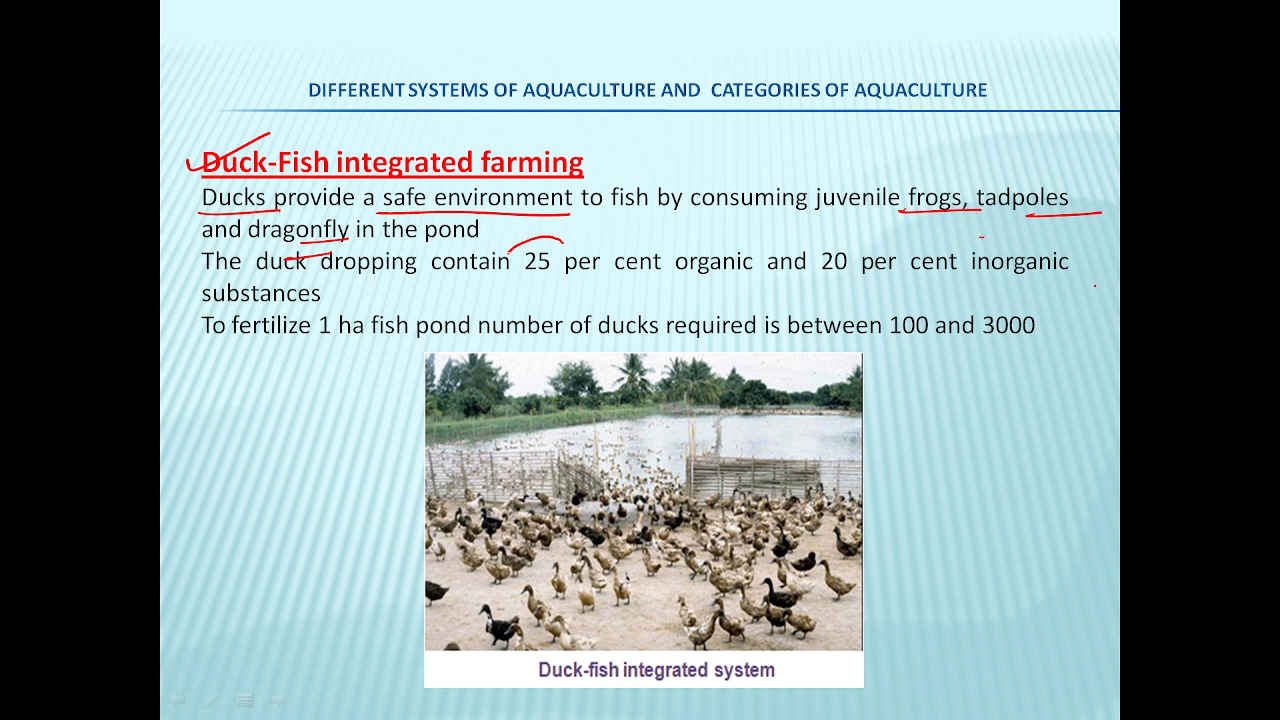 DIFFERENT SYSTEMS OF AQUACULTURE AND CATEGORIES OF AQUACULTURE
Duck-Fish integrated farming
Ducks provide a safe environment to fish by consuming juvenile frogs, tadpoles
and dragonfly in the pond
The duck dropping contain 25 per cent organic and 20 per cent inorganic
substances
To fertilize 1 ha fish pond number of ducks required is between 100 and 3000
Duck-fish integrated system